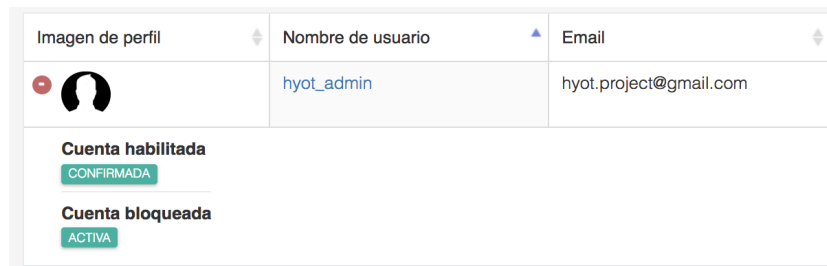 Imagen de perfil Nombre de usuario Email
hyot_admin hyot.project@gmail.com
Cuenta habilitada
CONFIRMADA
Cuenta bloqueada
ACTIVA